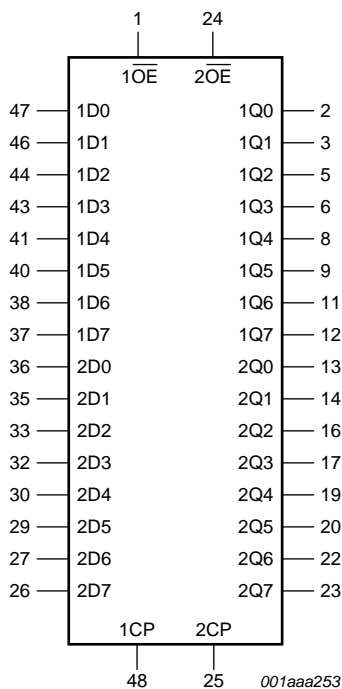 1 24
1O̅E̅ 2O̅E̅
47 1D0 1Q0 2
46 1D1 1Q1 3
44 1D2 1Q2 5
43 1D3 1Q3 6
41 1D4 1Q4 8
40 1D5 1Q5 9
38 1D6 1Q6 11
37 1D7 1Q7 12
36 2D0 2Q0 13
35 2D1 2Q1 14
33 2D2 2Q2 16
32 2D3 2Q3 17
30 2D4 2Q4 19
29 2D5 2Q5 20
27 2D6 2Q6 22
26 2D7 2Q7 23
1CP 2CP
48 25 001aaa253